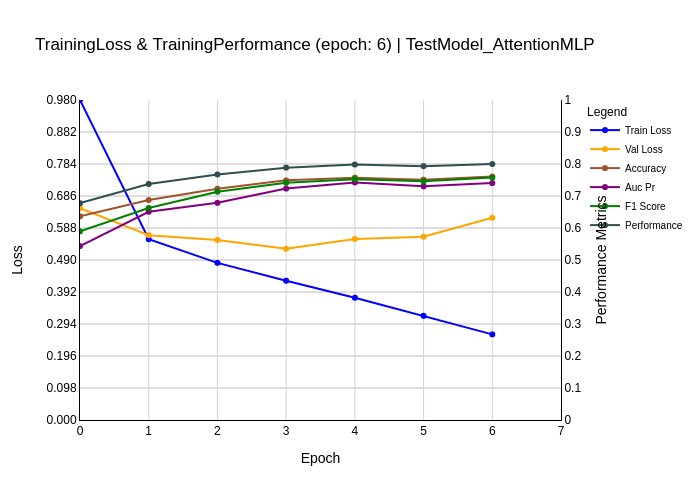 TrainingLoss & TrainingPerformance (epoch: 6) | TestModel_AttentionMLP
0.980
0.882
0.784
0.686
0.588
0.490
0.392
0.294
0.196
0.098
0.000
Loss
0
1
2
3
4
5
6
7
Epoch
1
0.9
0.8
0.7
0.6
0.5
0.4
0.3
0.2
0.1
0
Performance Metrics
Legend
Train Loss
Val Loss
Accuracy
Auc Pr
F1 Score
Performance